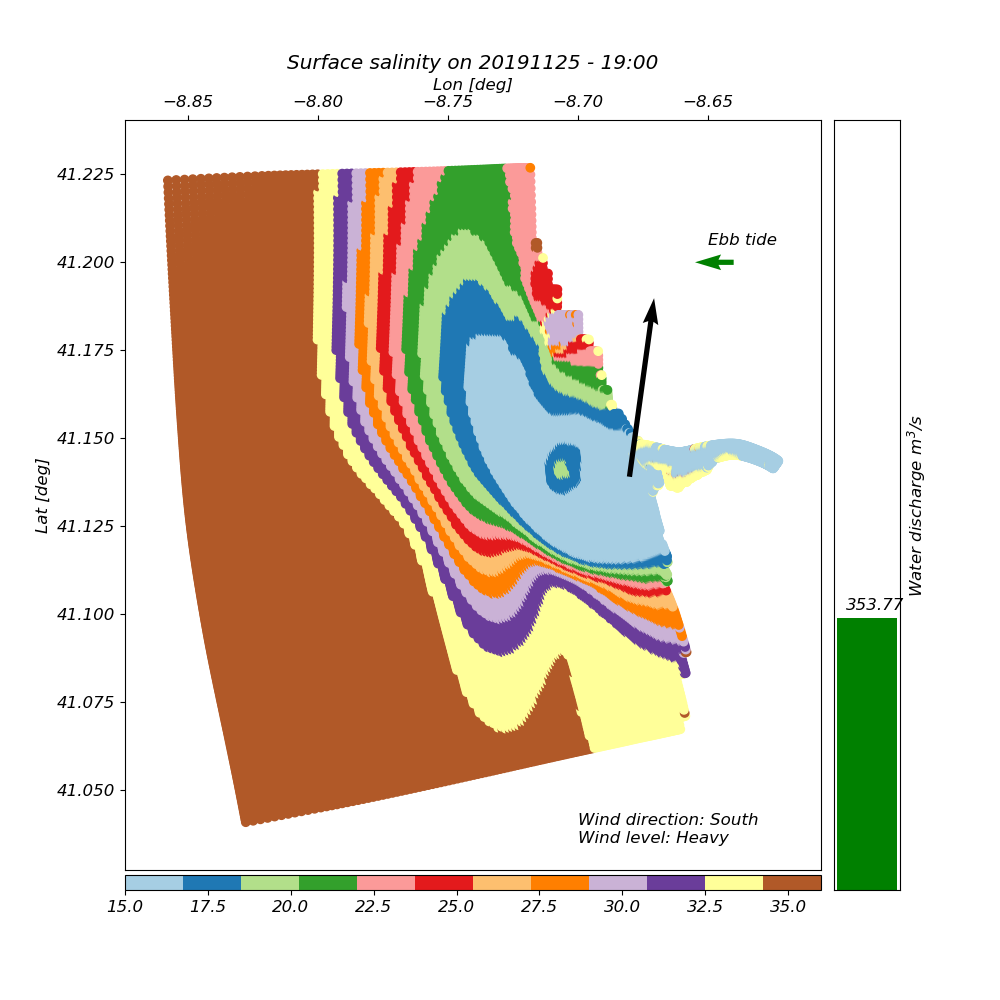 Surface salinity on 20191125 - 19:00
Lon [deg]
−8.85 −8.80 −8.75 −8.70 −8.65
41.225
41.200
41.175
41.150
41.125
41.100
41.075
41.050
Lat [deg]
Ebb tide
Wind direction: South
Wind level: Heavy
353.77
Water discharge m³/s
15.0 17.5 20.0 22.5 25.0 27.5 30.0 32.5 35.0